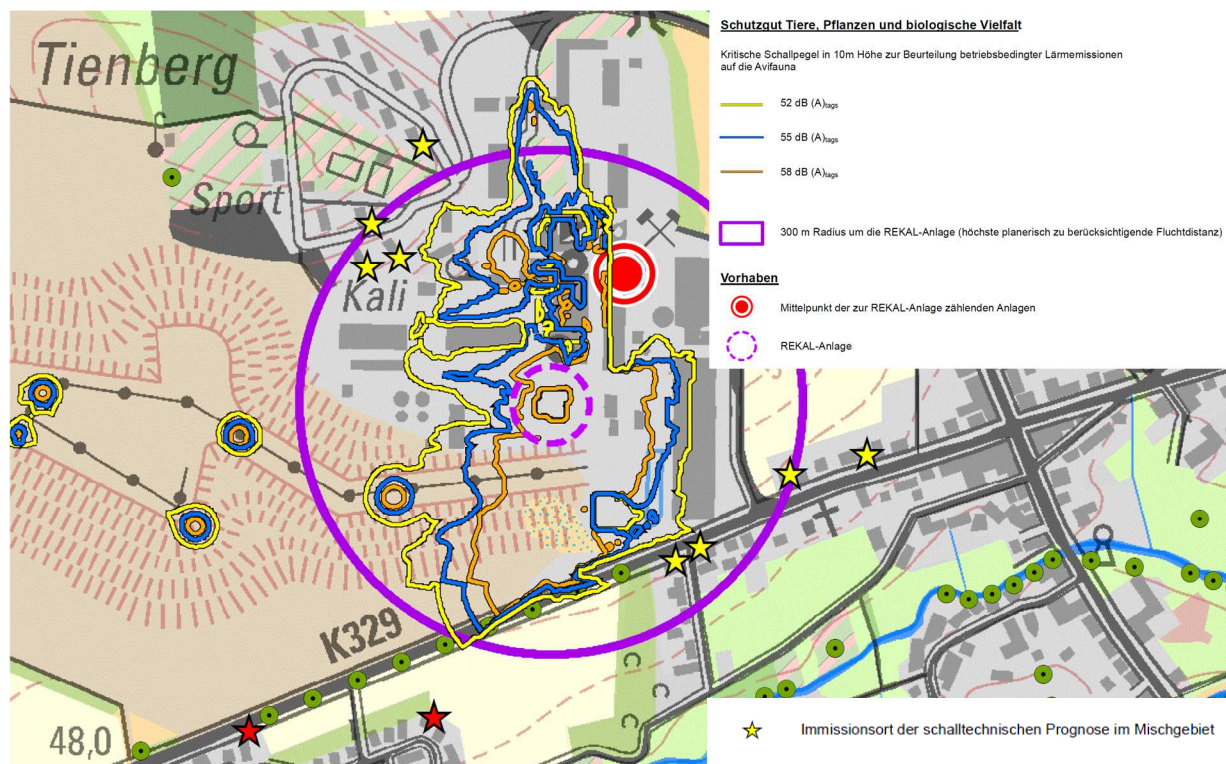 Tienberg
Sport
Kali
K329
48,0
Schutzgut Tiere, Pflanzen und biologische Vielfalt
Kritische Schallpegel in 10m Höhe zur Beurteilung betriebsbedingter Lärmemissionen
auf die Avifauna
52 dB (A)tags
55 dB (A)tags
58 dB (A)tags
300 m Radius um die REKAL-Anlage (höchste planerisch zu berücksichtigende Fluchtdistanz)
Vorhaben
Mittelpunkt der zur REKAL-Anlage zählenden Anlagen
REKAL-Anlage
Immissionsort der schalltechnischen Prognose im Mischgebiet